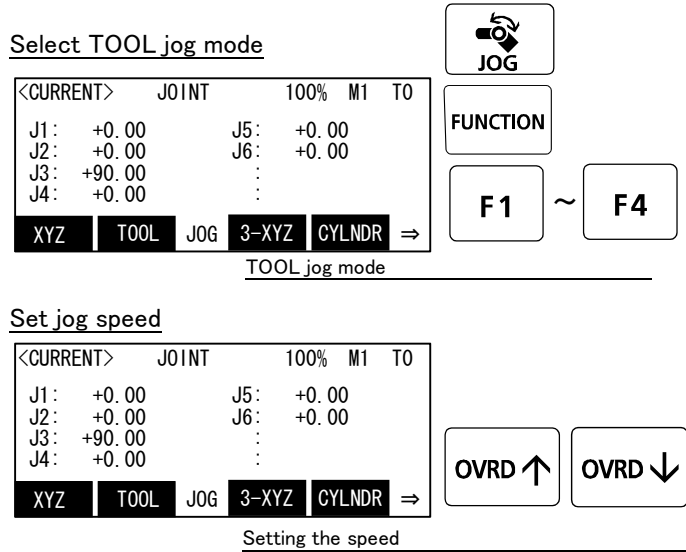 Select TOOL jog mode
JOG
<CURRENT> JOINT 100% M1 T0
J1: +0.00 J5: +0.00
J2: +0.00 J6: +0.00
J3: +90.00 :
J4: +0.00 :
XYZ TOOL JOG 3-XYZ CYLNDR ⇒
FUNCTION
F1 ~ F4
TOOL jog mode
Set jog speed
<CURRENT> JOINT 100% M1 T0
J1: +0.00 J5: +0.00
J2: +0.00 J6: +0.00
J3: +90.00 :
J4: +0.00 :
XYZ TOOL JOG 3-XYZ CYLNDR ⇒
OVRD ↑ OVRD ↓
Setting the speed